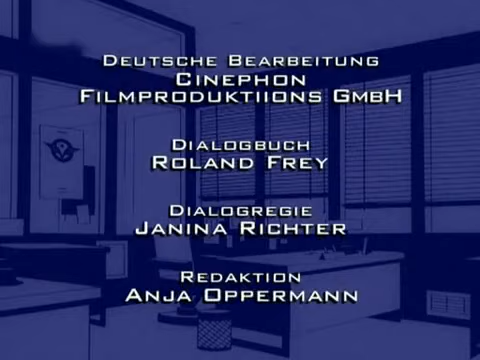 Deutsche Bearbeitung
Cinephon
Filmproduktiions GmbH
Dialogbuch
Roland Frey
Dialogregie
Janina Richter
Redaktion
Anja Oppermann